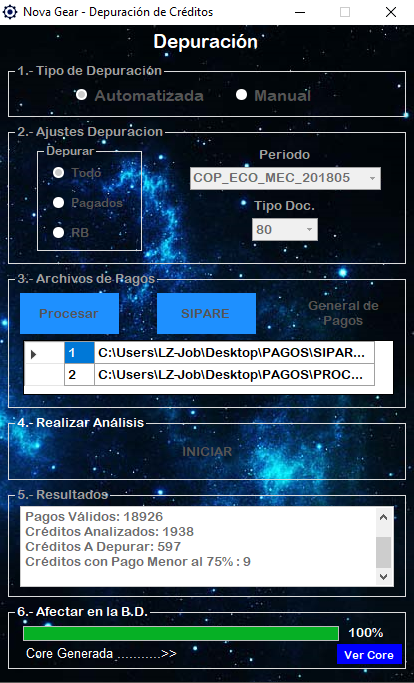 Nova Gear - Depuración de Créditos
Depuración
1.- Tipo de Depuración
Automatizada
Manual
2.- Ajustes Depuracion
Depurar
Todo
Pagados
RB
Periodo
COP_ECO_MEC_201805
Tipo Doc.
80
3.- Archivos de Pagos
Procesar
SIPARE
General de
Pagos
1 C:\Users\LZ-Job\Desktop\PAGOS\SIPAR...
2 C:\Users\LZ-Job\Desktop\PAGOS\PROC...
4.- Realizar Análisis
INICIAR
5.- Resultados
Pagos Válidos: 18926
Créditos Analizados: 1938
Créditos A Depurar: 597
Créditos con Pago Menor al 75% : 9
6.- Afectar en la B.D.
100%
Core Generada ...........>>
Ver Core